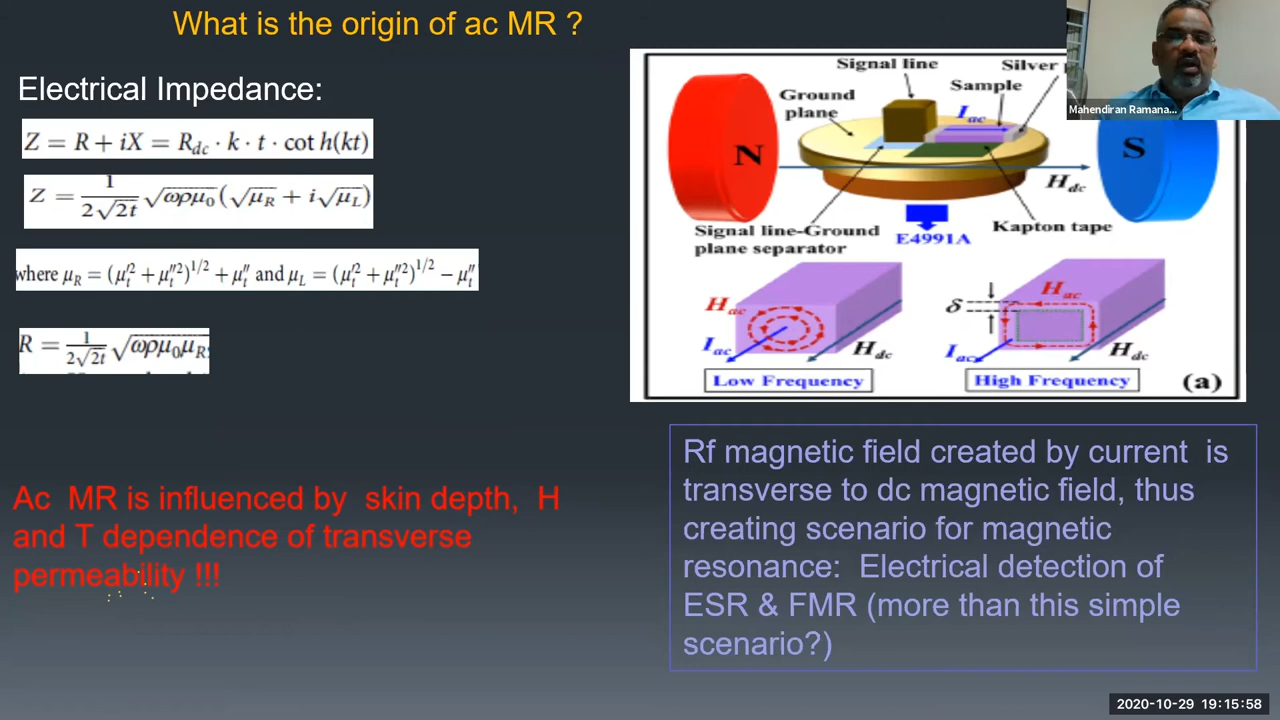 What is the origin of ac MR ?
Electrical Impedance:
Z = R + iX = R_dc · k · t · cot h(kt)
Z = 1/(2√2t) √ωρμ₀(√μ_R + i√μ_L)
where μ_R = (μ_t′² + μ_t″²)^1/2 + μ_t″ and μ_L = (μ_t′² + μ_t″²)^1/2 − μ_t″
R = 1/(2√2t) √ωρμ₀μ_R
Ac MR is influenced by skin depth, H
and T dependence of transverse
permeability !!!
Signal line
Silver
Ground
plane
Sample
I_ac
N
S
H_dc
Signal line-Ground
plane separator
E4991A
Kapton tape
H_ac
I_ac
H_dc
Low Frequency
δ
H_ac
I_ac
H_dc
High Frequency
(a)
Rf magnetic field created by current is
transverse to dc magnetic field, thus
creating scenario for magnetic
resonance: Electrical detection of
ESR & FMR (more than this simple
scenario?)
Mahendiran Ramana...
2020-10-29 19:15:58